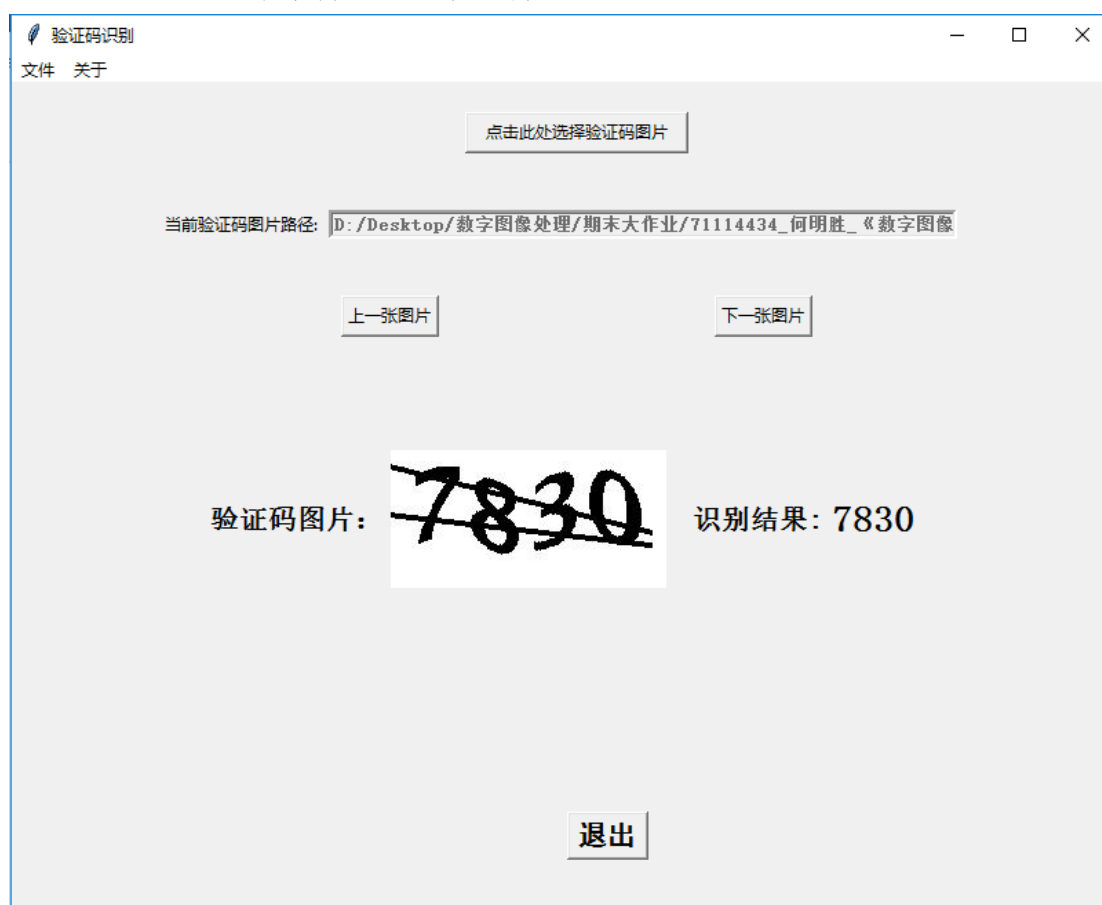 验证码识别
文件 关于
点击此处选择验证码图片
当前验证码图片路径: D:/Desktop/数字图像处理/期末大作业/71114434_何明胜_《数字图像
上一张图片 下一张图片
验证码图片: 7830 识别结果: 7830
退出